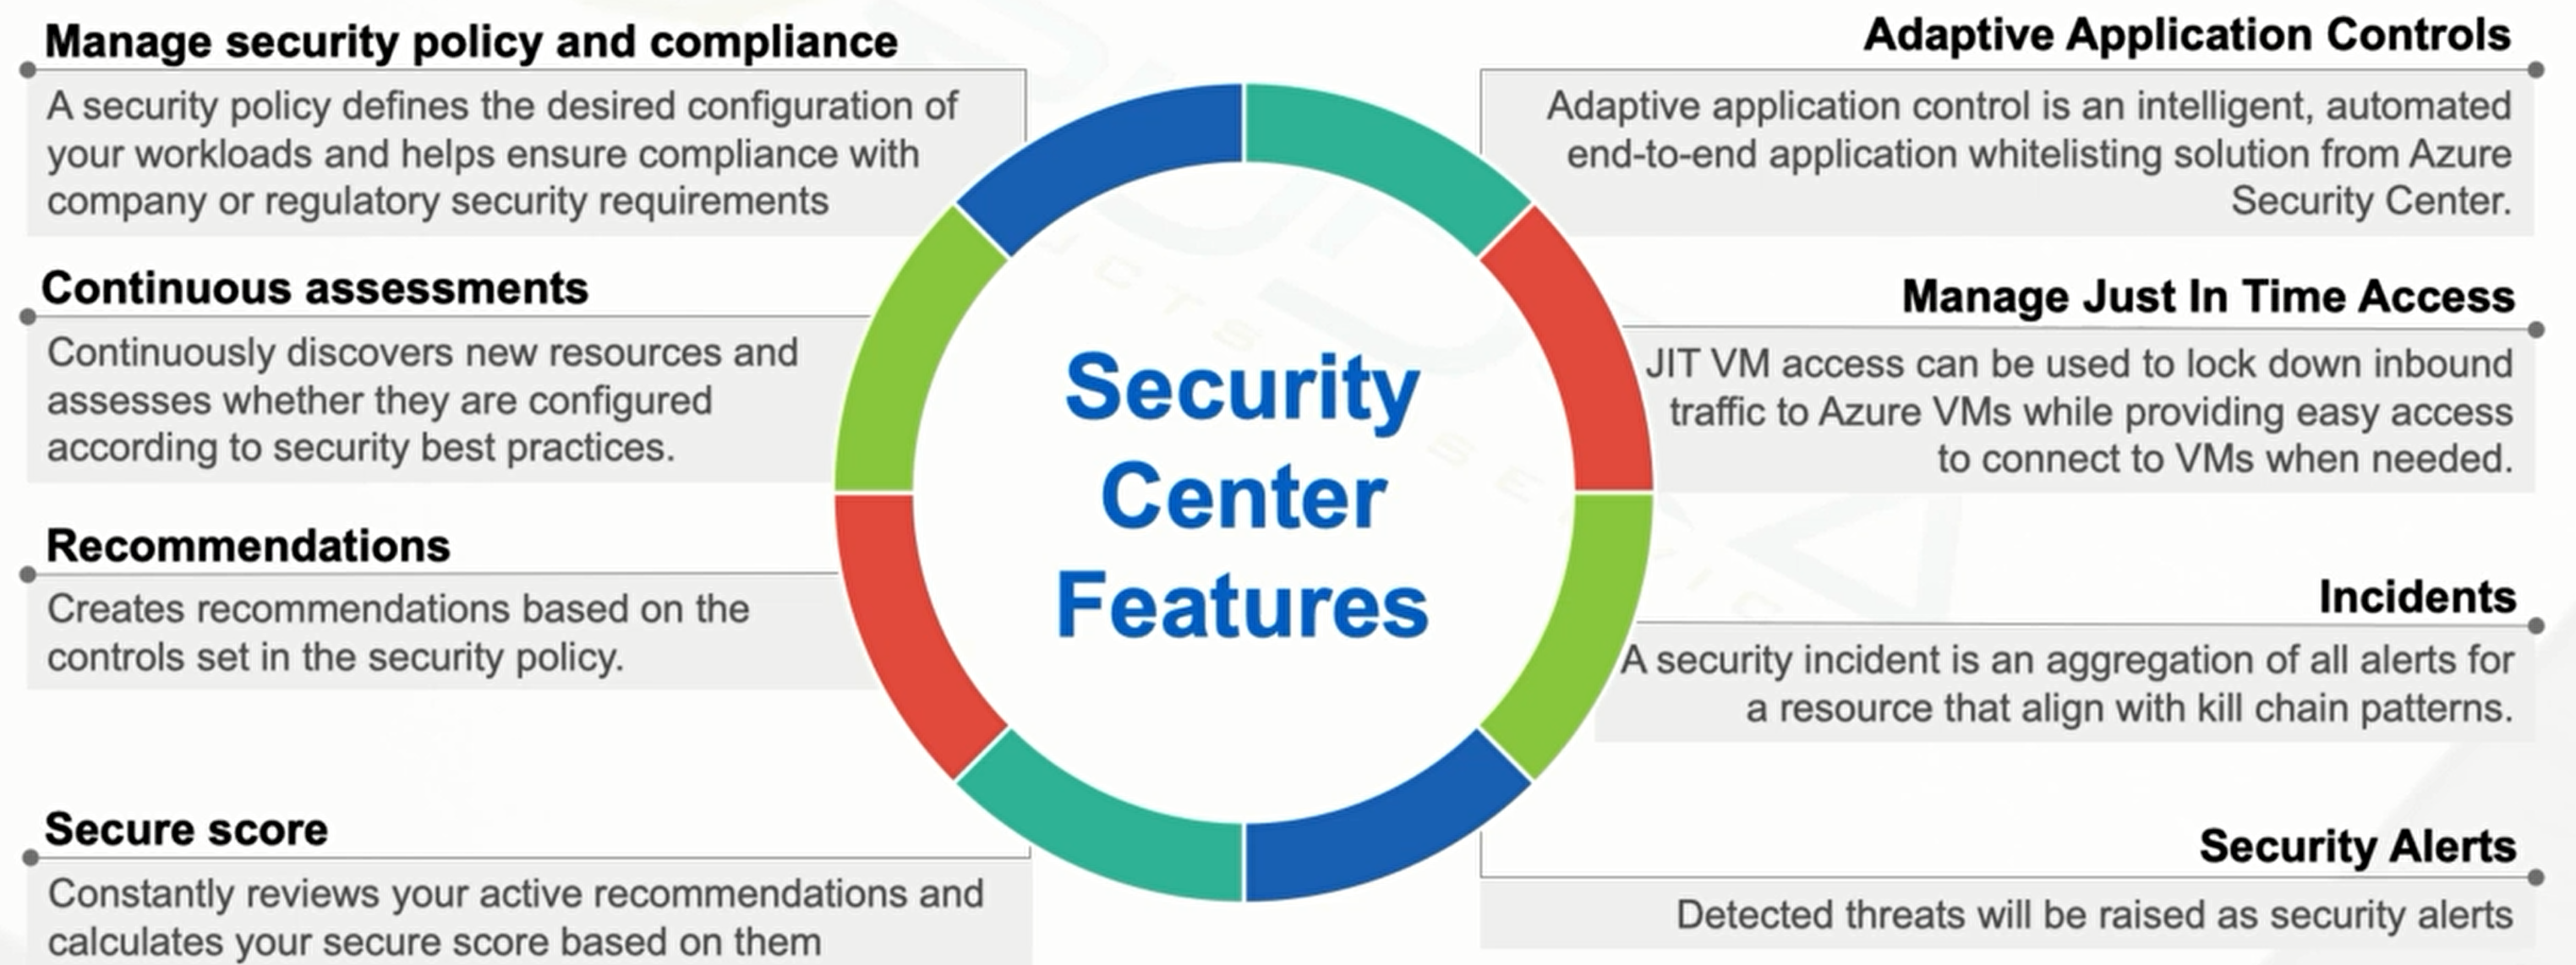 Manage security policy and compliance
A security policy defines the desired configuration of
your workloads and helps ensure compliance with
company or regulatory security requirements
Continuous assessments
Continuously discovers new resources and
assesses whether they are configured
according to security best practices.
Recommendations
Creates recommendations based on the
controls set in the security policy.
Secure score
Constantly reviews your active recommendations and
calculates your secure score based on them
Security
Center
Features
Adaptive Application Controls
Adaptive application control is an intelligent, automated
end-to-end application whitelisting solution from Azure
Security Center.
Manage Just In Time Access
JIT VM access can be used to lock down inbound
traffic to Azure VMs while providing easy access
to connect to VMs when needed.
Incidents
A security incident is an aggregation of all alerts for
a resource that align with kill chain patterns.
Security Alerts
Detected threats will be raised as security alerts